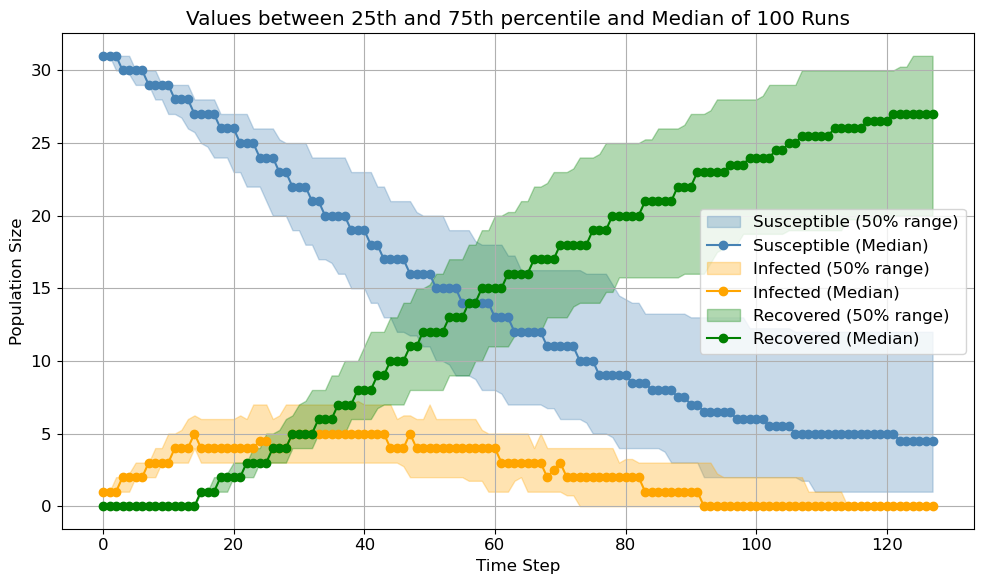 Values between 25th and 75th percentile and Median of 100 Runs
Population Size
30
25
20
15
10
5
0
Susceptible (50% range)
Susceptible (Median)
Infected (50% range)
Infected (Median)
Recovered (50% range)
Recovered (Median)
0 20 40 60 80 100 120
Time Step